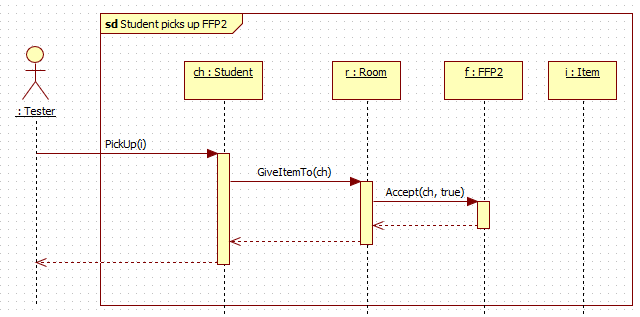 sd Student picks up FFP2
ch : Student
r : Room
f : FFP2
i : Item
: Tester
PickUp(i)
GiveItemTo(ch)
Accept(ch, true)